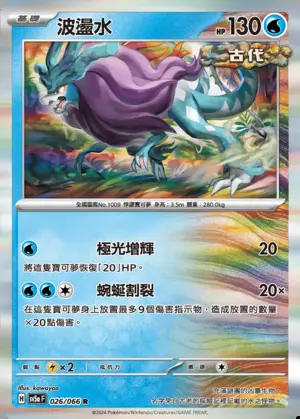 基礎 波盪水 HP130
古代
全國圖鑑No.1009 悖謬寶可夢 身高：3.5m 體重：280.0kg
極光增輝 20
將這隻寶可夢恢復「20」HP。
蜿蜒割裂 20×
在這隻寶可夢身上放置最多9個傷害指示物，造成放置的數量
×20點傷害。
弱點 ×2 抵抗力 撤退
Illus. kawayoo
H sv5a F 026/066 R
©2024 Pokémon/Nintendo/Creatures/GAME FREAK.